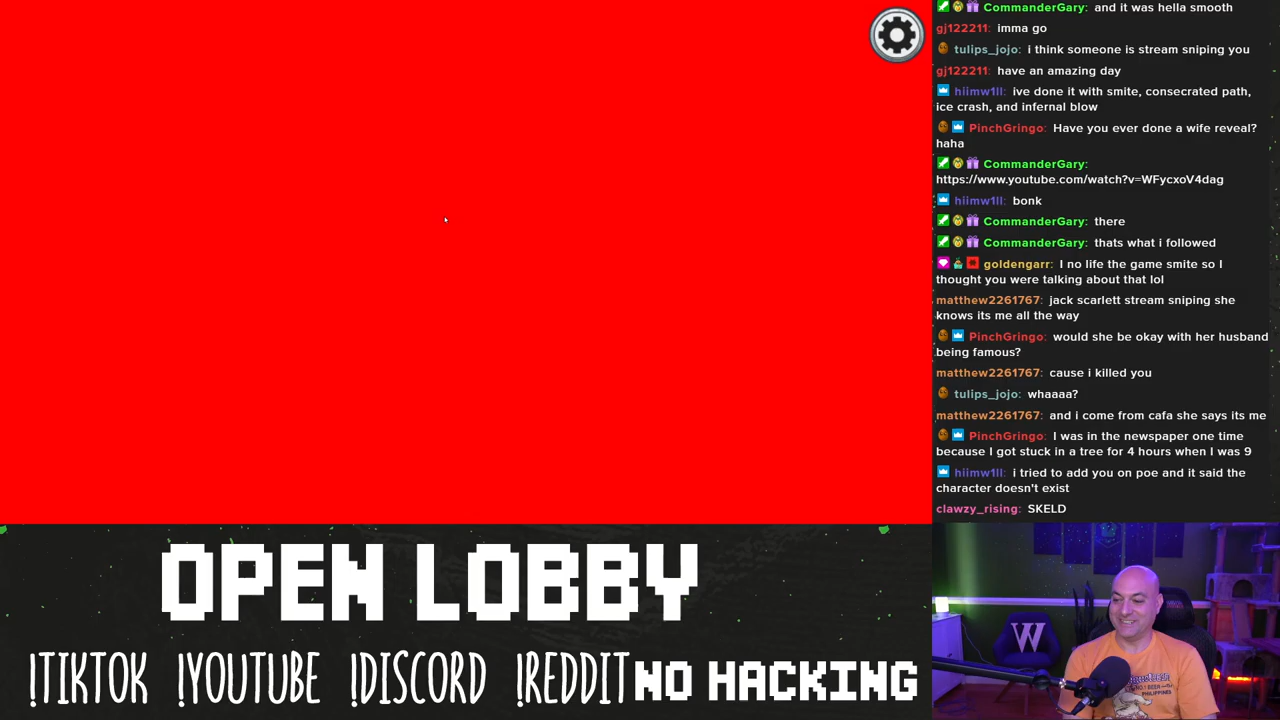 CommanderGary: and it was hella smooth
gj122211: imma go
tulips_jojo: i think someone is stream sniping you
gj122211: have an amazing day
hiimw1ll: ive done it with smite, consecrated path,
ice crash, and infernal blow
PinchGringo: Have you ever done a wife reveal?
haha
CommanderGary:
https://www.youtube.com/watch?v=WFycxoV4dag
hiimw1ll: bonk
CommanderGary: there
CommanderGary: thats what i followed
goldengarr: I no life the game smite so I
thought you were talking about that lol
matthew2261767: jack scarlett stream sniping she
knows its me all the way
PinchGringo: would she be okay with her husband
being famous?
matthew2261767: cause i killed you
tulips_jojo: whaaaa?
matthew2261767: and i come from cafa she says its me
PinchGringo: I was in the newspaper one time
because I got stuck in a tree for 4 hours when I was 9
hiimw1ll: i tried to add you on poe and it said the
character doesn't exist
clawzy_rising: SKELD
OPEN LOBBY
!TIKTOK !YOUTUBE !DISCORD !REDDIT NO HACKING
W
PHILIPPINES